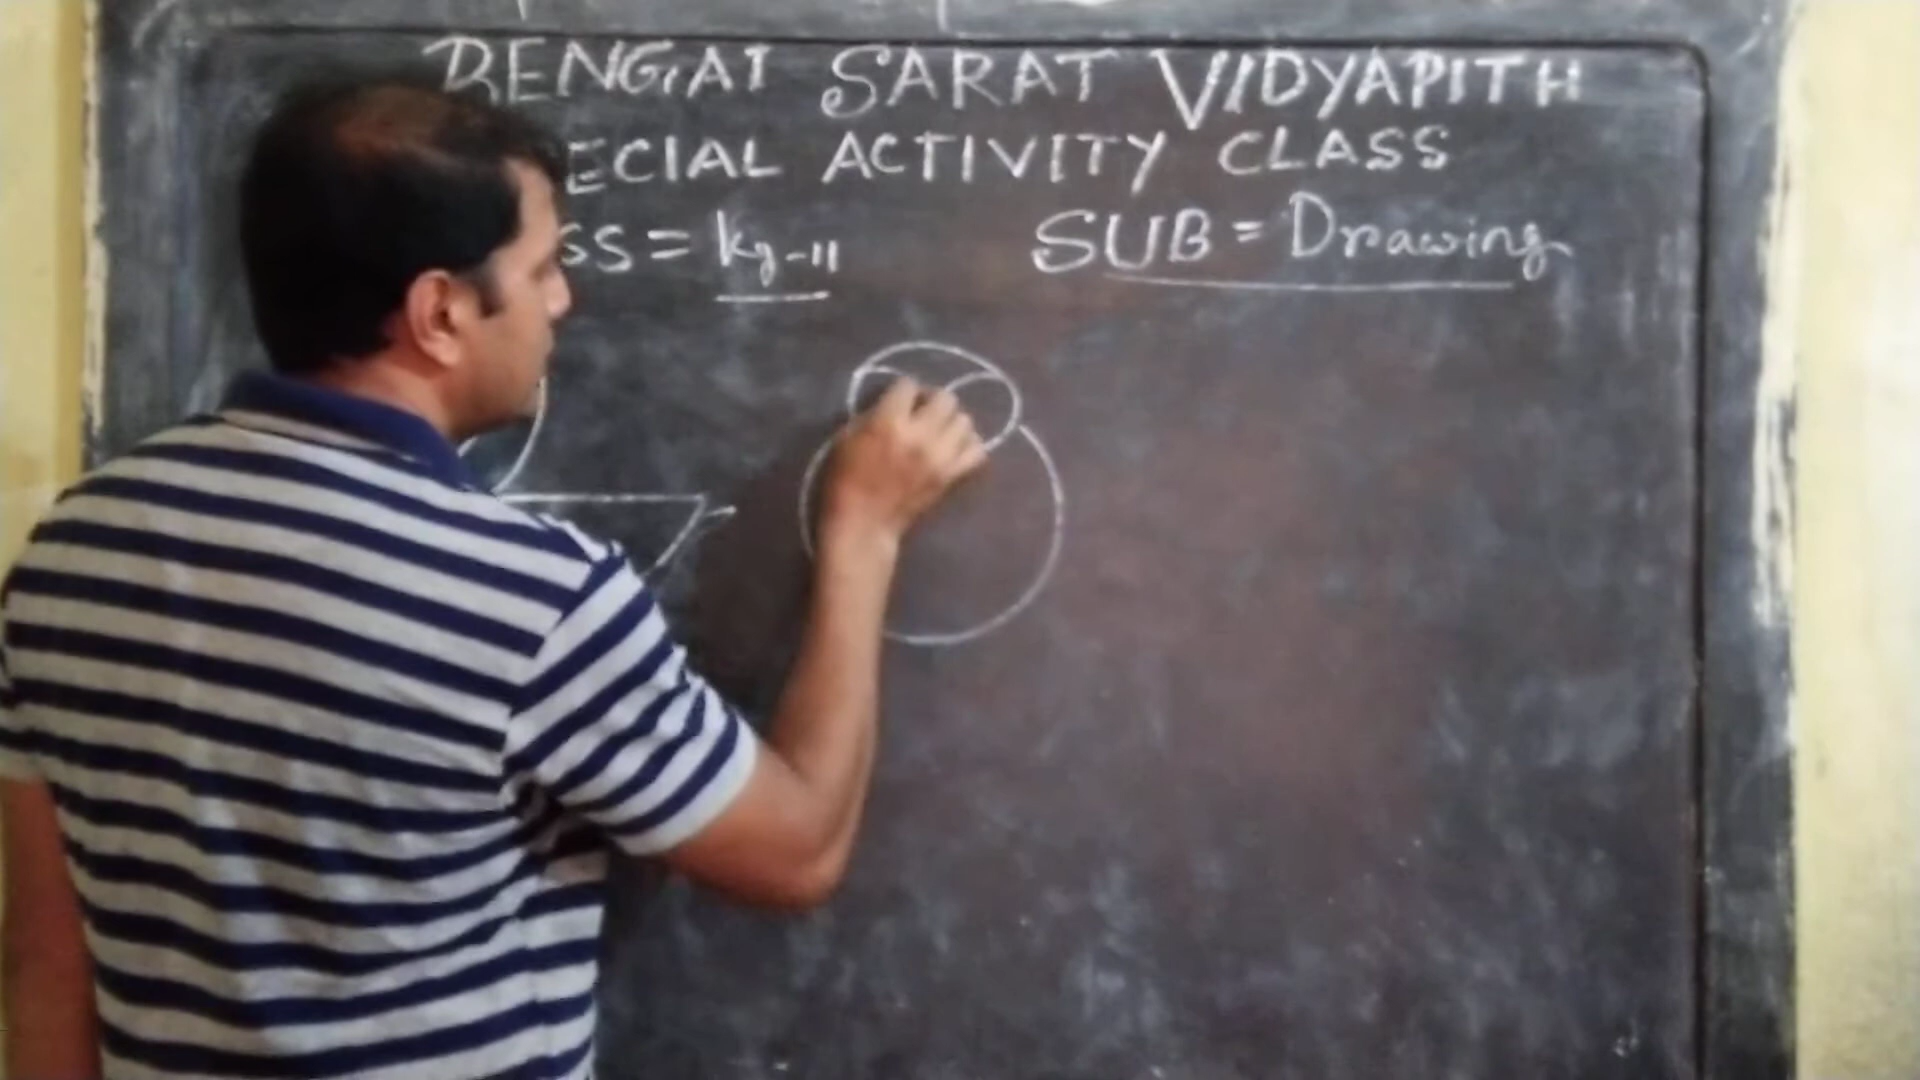 BENGAI SARAT VIDYAPITH
ECIAL ACTIVITY CLASS
SS = kg-11 SUB = Drawing